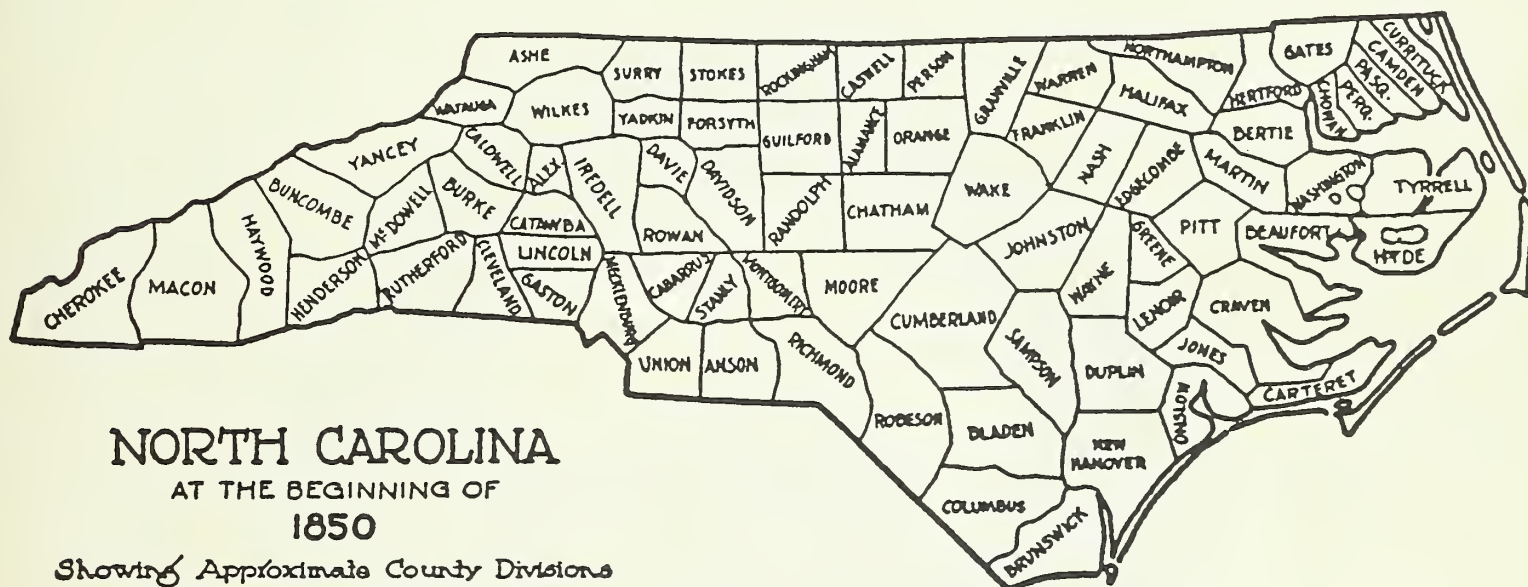 ASHE
SURRY
STOKES
ROCKINGHAM
CASWELL
PERSON
GRANVILLE
WARREN
NORTHAMPTON
GATES
CURRITUCK
CAMDEN
PASQ.
PERQ.
CHOWAN
HERTFORD
HALIFAX
WATAUGA
WILKES
YADKIN
FORSYTH
GUILFORD
ALAMANCE
ORANGE
FRANKLIN
BERTIE
YANCEY
CALDWELL
ALEX.
IREDELL
DAVIE
DAVIDSON
NASH
EDGECOMBE
MARTIN
WASHINGTON
TYRRELL
BUNCOMBE
McDOWELL
BURKE
CATAWBA
ROWAN
RANDOLPH
CHATHAM
WAKE
JOHNSTON
GREENE
PITT
BEAUFORT
HYDE
CHEROKEE
MACON
HAYWOOD
HENDERSON
RUTHERFORD
CLEVELAND
LINCOLN
GASTON
MECKLENBURG
CABARRUS
STANLY
MONTGOMERY
MOORE
CUMBERLAND
SAMPSON
WAYNE
LENOIR
CRAVEN
JONES
UNION
ANSON
RICHMOND
ROBESON
BLADEN
DUPLIN
ONSLOW
CARTERET
NEW
HANOVER
COLUMBUS
BRUNSWICK
NORTH CAROLINA
AT THE BEGINNING OF
1850
Showing Approximate County Divisions